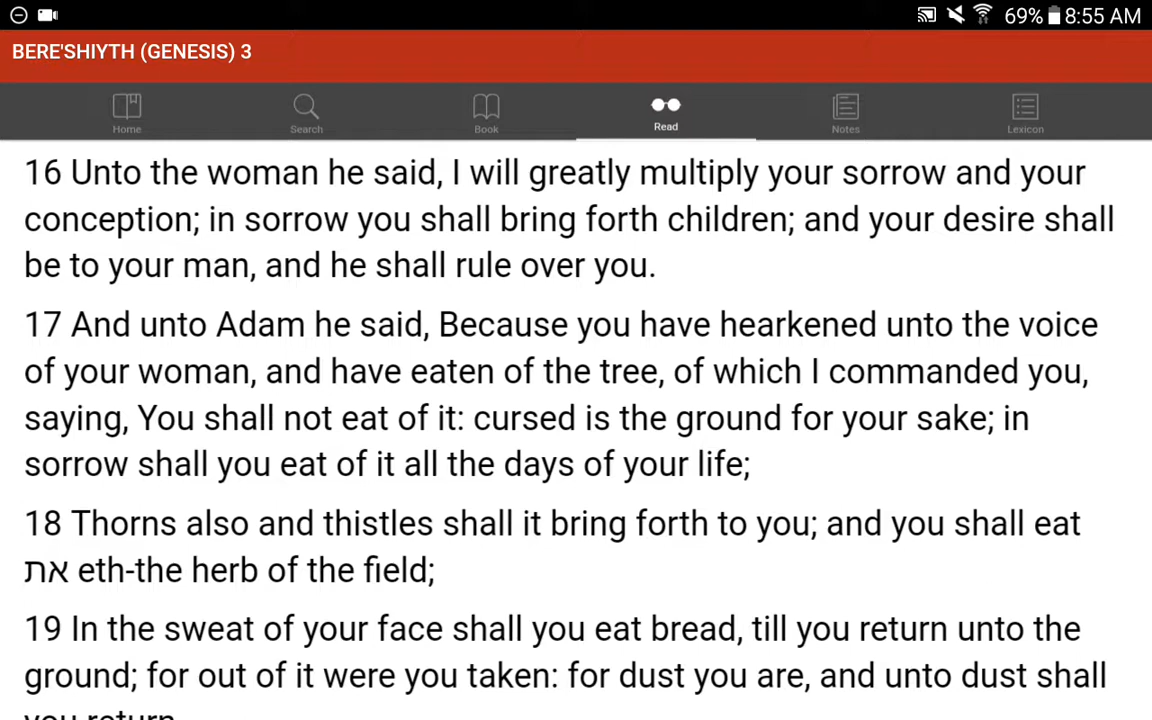 69% 8:55 AM
BERE'SHIYTH (GENESIS) 3
Home Search Book Read Notes Lexicon
16 Unto the woman he said, I will greatly multiply your sorrow and your
conception; in sorrow you shall bring forth children; and your desire shall
be to your man, and he shall rule over you.
17 And unto Adam he said, Because you have hearkened unto the voice
of your woman, and have eaten of the tree, of which I commanded you,
saying, You shall not eat of it: cursed is the ground for your sake; in
sorrow shall you eat of it all the days of your life;
18 Thorns also and thistles shall it bring forth to you; and you shall eat
את eth-the herb of the field;
19 In the sweat of your face shall you eat bread, till you return unto the
ground; for out of it were you taken: for dust you are, and unto dust shall
you return